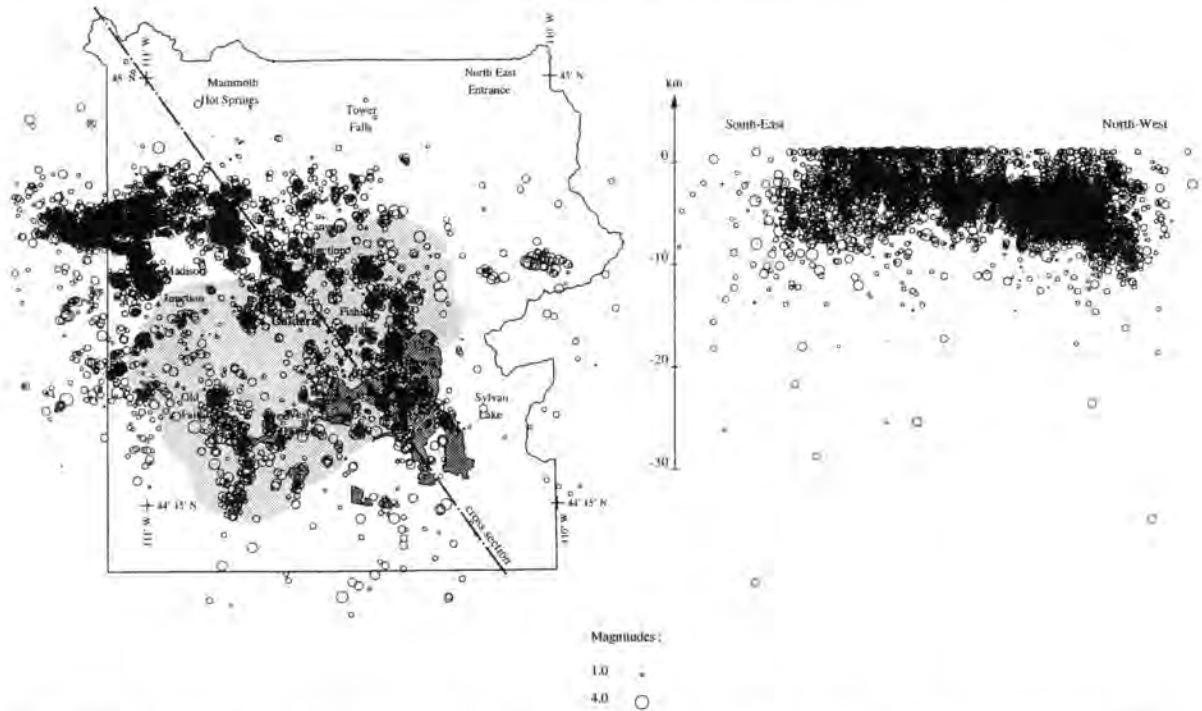 111° W
110° W
45° N
45° N
Mammoth
Hot Springs
North East
Entrance
Tower
Falls
Madison
Junction
Caldera
Fishing
Old
West
Sylvan
Lake
44° 15' N
44° 15' N
111° W
110° W
cross section
km
South-East
North-West
0
-10
-20
-30
Magnitudes :
1.0
4.0